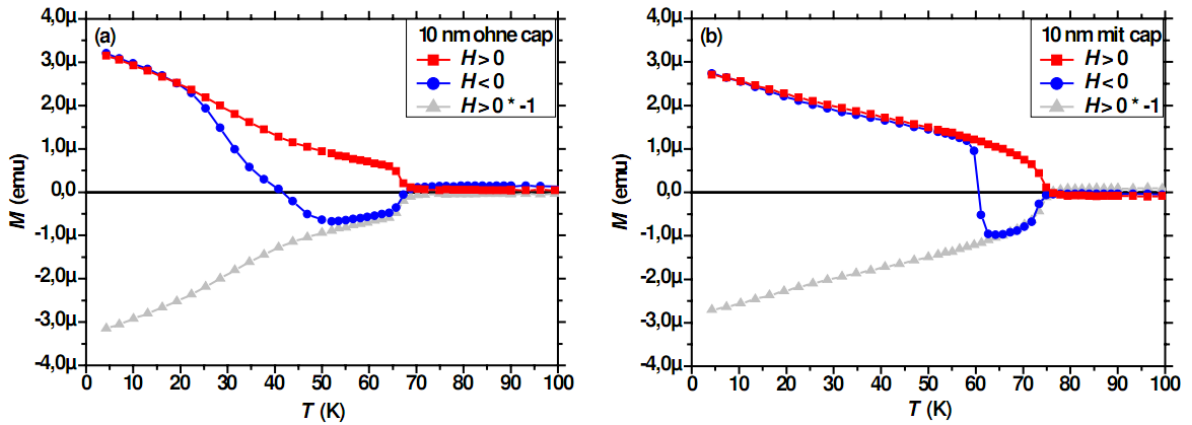 (a)
10 nm ohne cap
H > 0
H < 0
H > 0 * -1
4,0µ
3,0µ
2,0µ
1,0µ
0,0
-1,0µ
-2,0µ
-3,0µ
-4,0µ
M (emu)
0 10 20 30 40 50 60 70 80 90 100
T (K)
(b)
10 nm mit cap
H > 0
H < 0
H > 0 * -1
4,0µ
3,0µ
2,0µ
1,0µ
0,0
-1,0µ
-2,0µ
-3,0µ
-4,0µ
M (emu)
0 10 20 30 40 50 60 70 80 90 100
T (K)